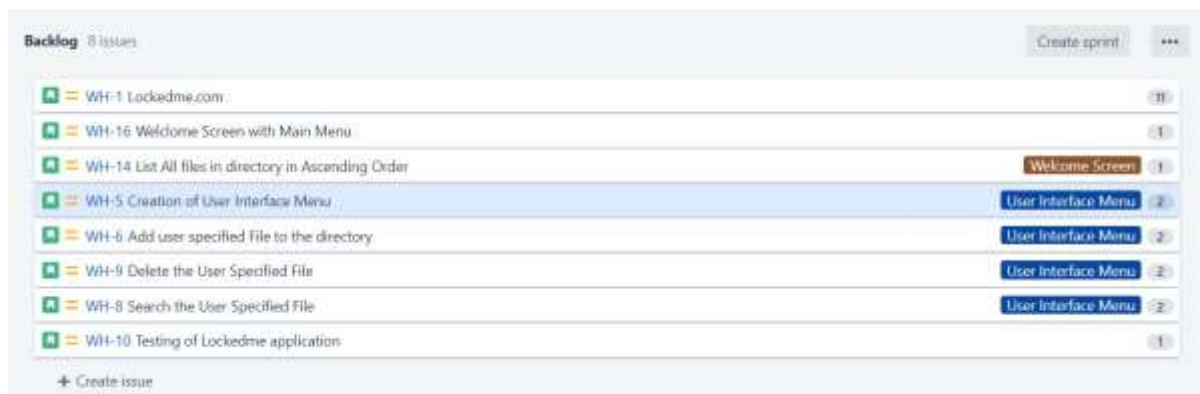 Backlog 8 issues Create sprint •••
WH-1 Lockedme.com 11
WH-16 Welcome Screen with Main Menu 1
WH-14 List All files in directory in Ascending Order Welcome Screen 1
WH-5 Creation of User Interface Menu User Interface Menu 2
WH-6 Add user specified File to the directory User Interface Menu 2
WH-9 Delete the User Specified File User Interface Menu 2
WH-8 Search the User Specified File User Interface Menu 2
WH-10 Testing of Lockedme application 1
+ Create issue